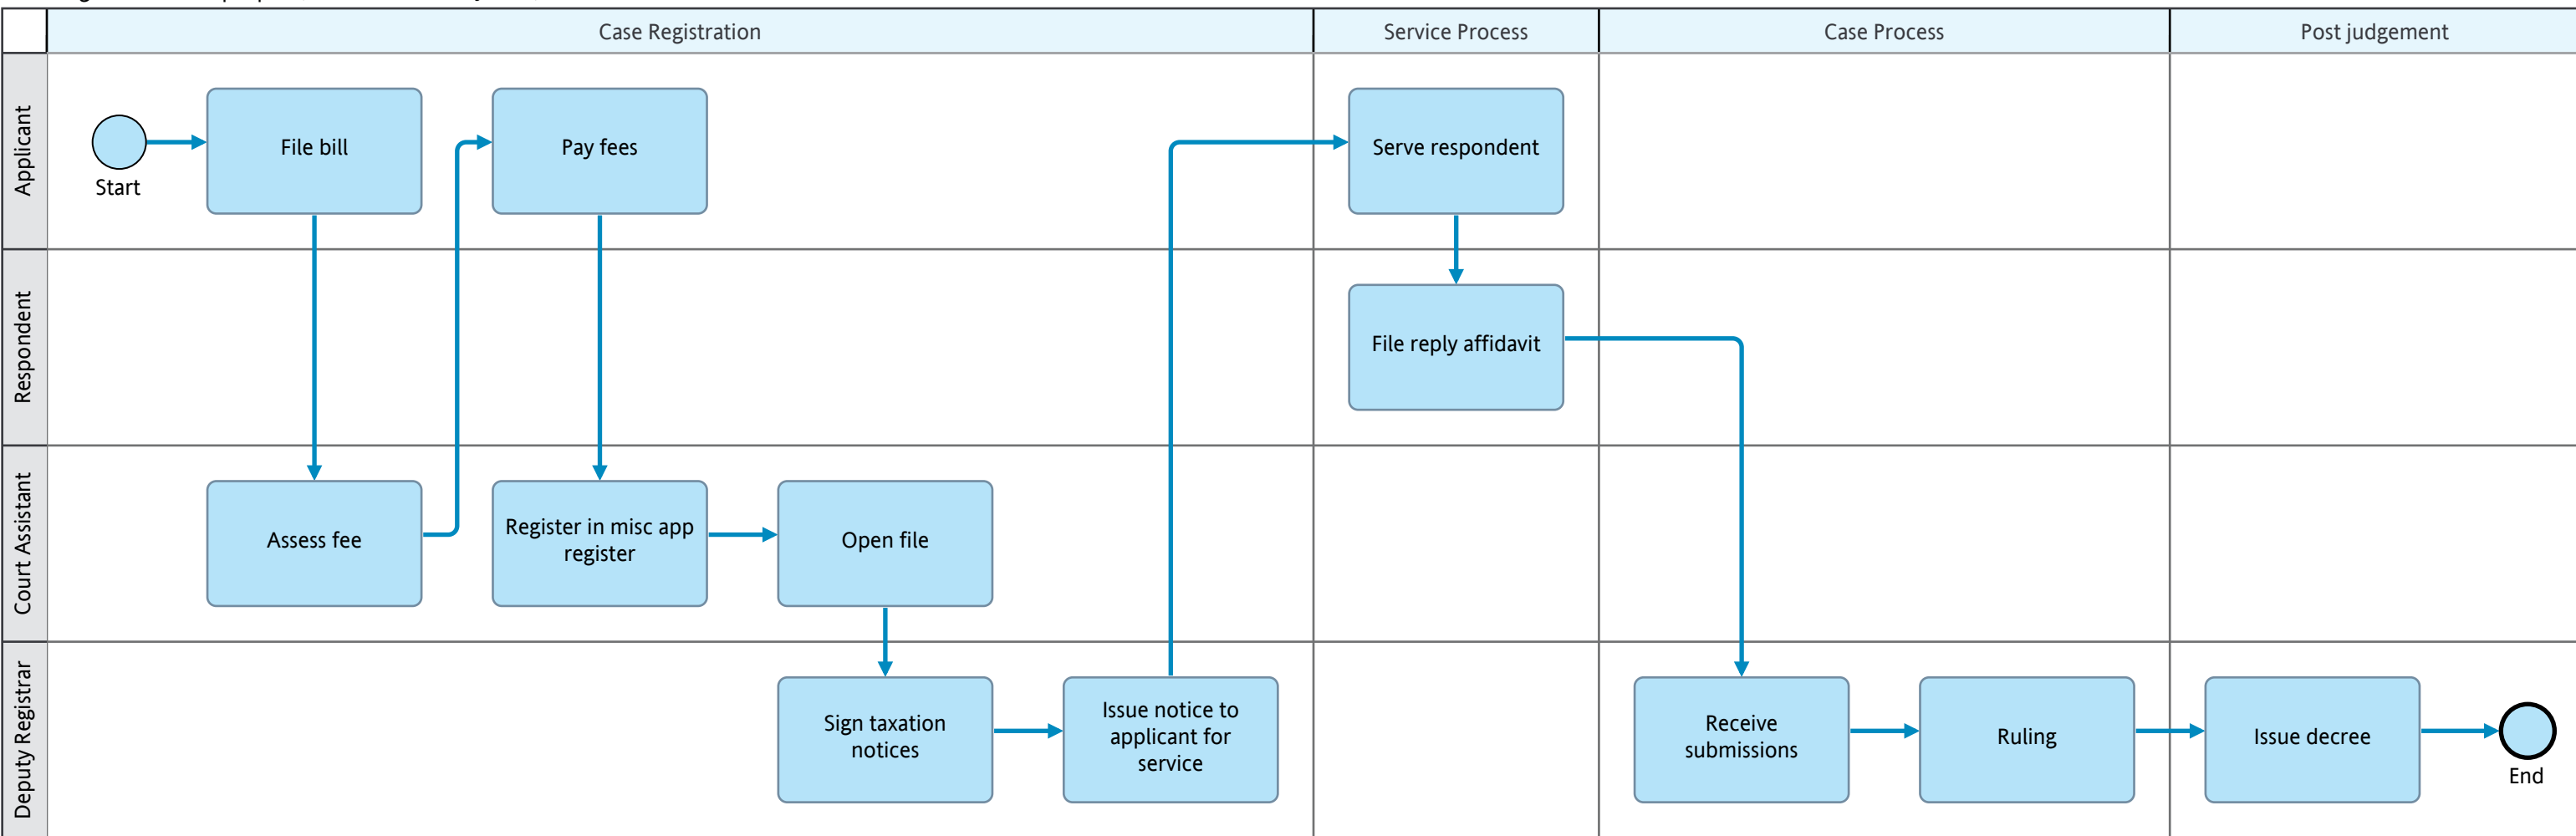 Case Registration
Service Process
Case Process
Post judgement
Applicant
Start
File bill
Pay fees
Serve respondent
Respondent
File reply affidavit
Court Assistant
Assess fee
Register in misc app
register
Open file
Deputy Registrar
Sign taxation
notices
Issue notice to
applicant for
service
Receive
submissions
Ruling
Issue decree
End